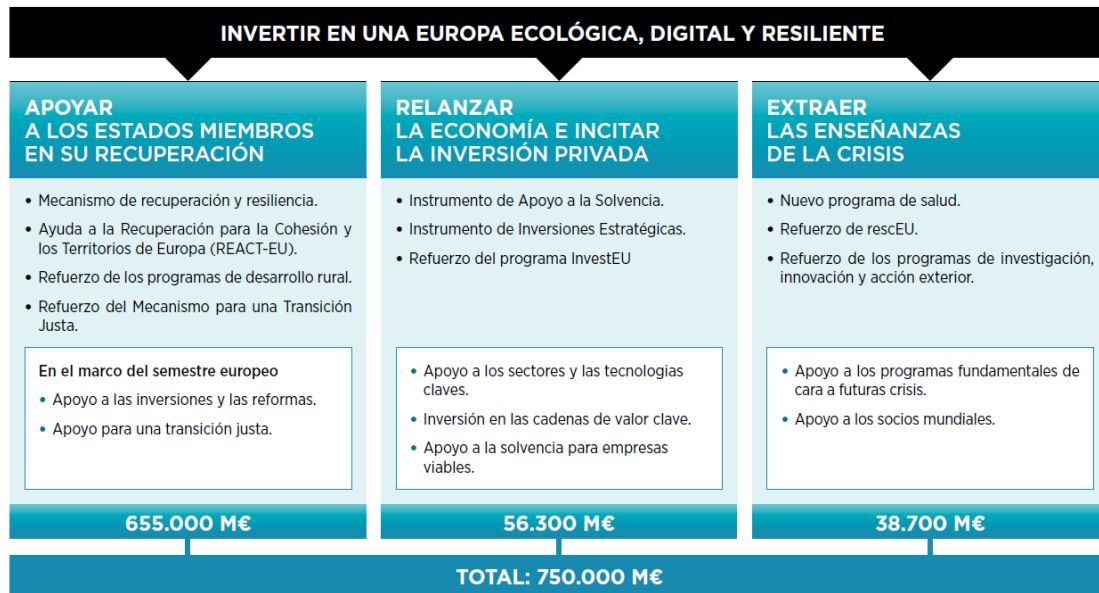 INVERTIR EN UNA EUROPA ECOLÓGICA, DIGITAL Y RESILIENTE
APOYAR
A LOS ESTADOS MIEMBROS
EN SU RECUPERACIÓN
• Mecanismo de recuperación y resiliencia.
• Ayuda a la Recuperación para la Cohesión y
los Territorios de Europa (REACT-EU).
• Refuerzo de los programas de desarrollo rural.
• Refuerzo del Mecanismo para una Transición
Justa.
En el marco del semestre europeo
• Apoyo a las inversiones y las reformas.
• Apoyo para una transición justa.
655.000 M€
RELANZAR
LA ECONOMÍA E INCITAR
LA INVERSIÓN PRIVADA
• Instrumento de Apoyo a la Solvencia.
• Instrumento de Inversiones Estratégicas.
• Refuerzo del programa InvestEU
• Apoyo a los sectores y las tecnologias
claves.
• Inversión en las cadenas de valor clave.
• Apoyo a la solvencia para empresas
viables.
56.300 M€
EXTRAER
LAS ENSEÑANZAS
DE LA CRISIS
• Nuevo programa de salud.
• Refuerzo de rescEU.
• Refuerzo de los programas de investigación,
innovación y acción exterior.
• Apoyo a los programas fundamentales de
cara a futuras crisis.
• Apoyo a los socios mundiales.
38.700 M€
TOTAL: 750.000 M€